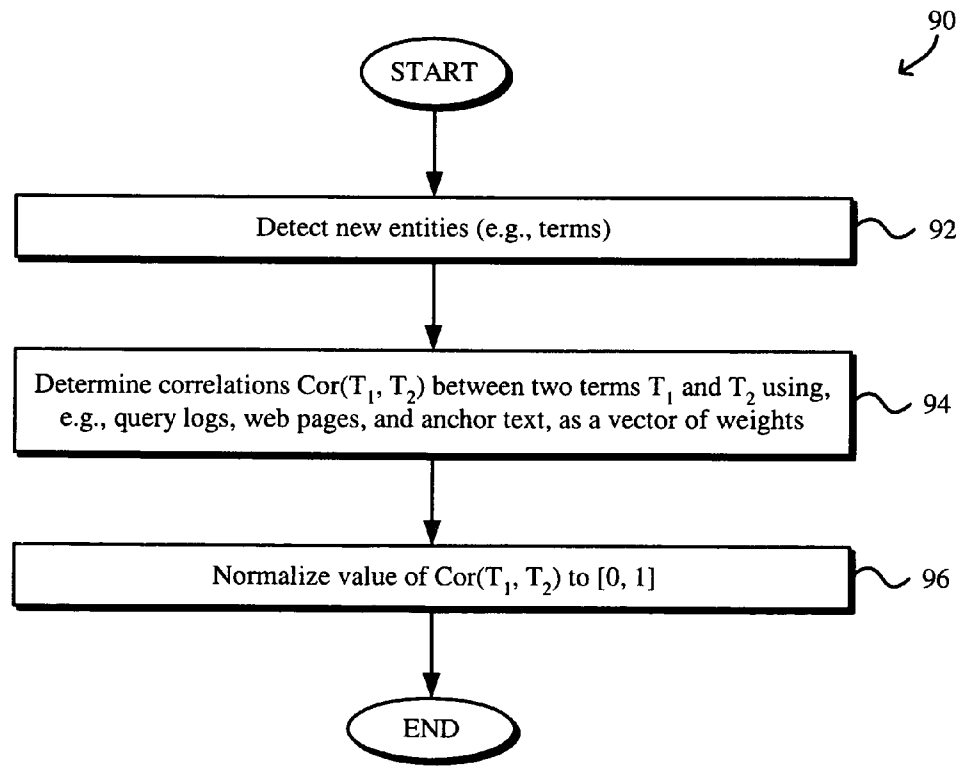 90
START
Detect new entities (e.g., terms)
92
Determine correlations Cor(T₁, T₂) between two terms T₁ and T₂ using,
e.g., query logs, web pages, and anchor text, as a vector of weights
94
Normalize value of Cor(T₁, T₂) to [0, 1]
96
END